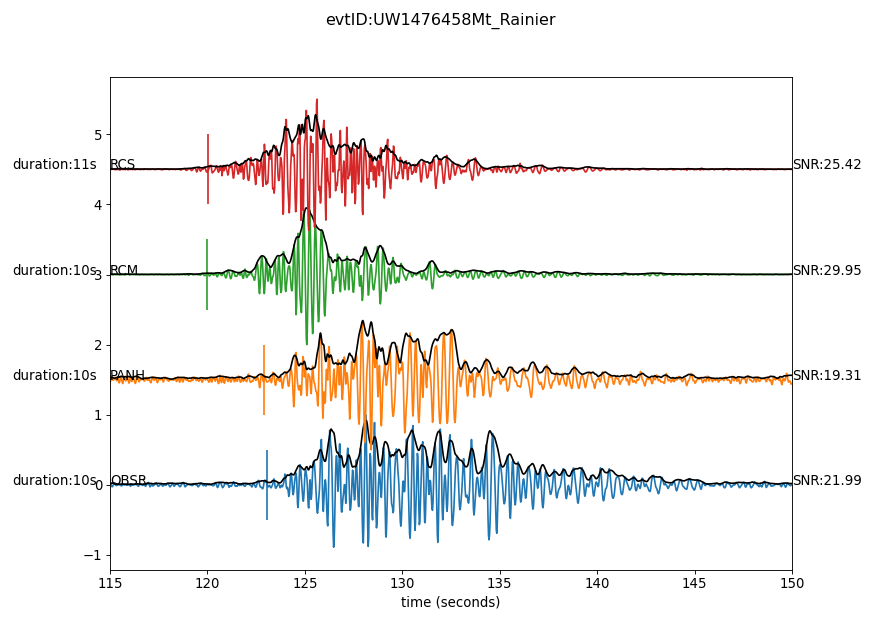 evtID:UW1476458Mt_Rainier
5
duration:11s RCS SNR:25.42
4
duration:10s 3 RCM SNR:29.95
2
duration:10s PANH SNR:19.31
1
duration:10s 0 OBSR SNR:21.99
−1
115 120 125 130 135 140 145 150
time (seconds)